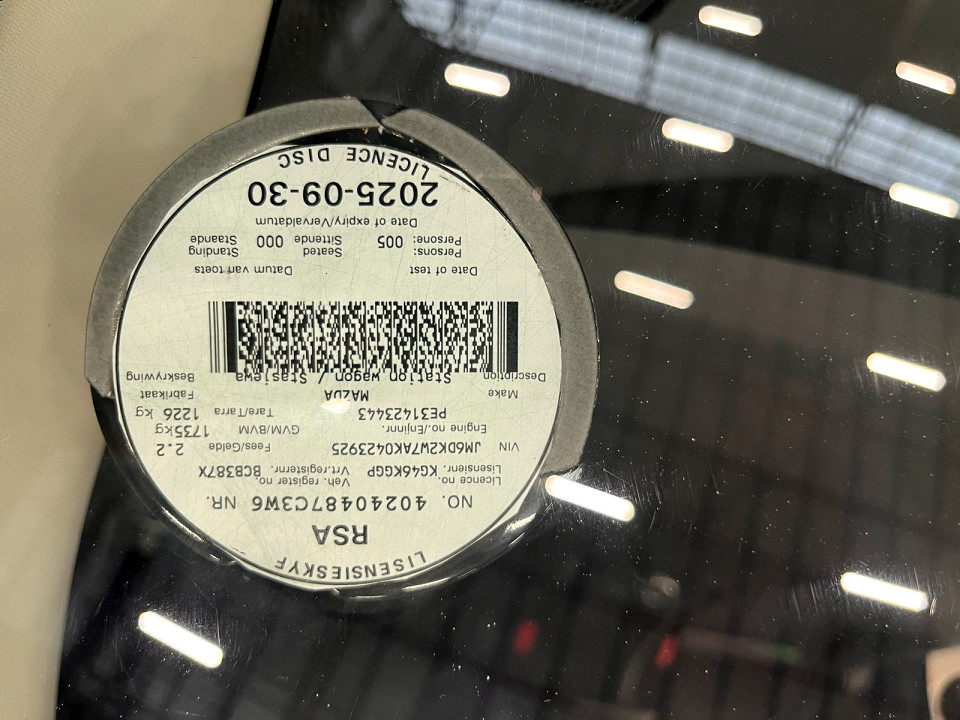 LISENSIESKYF
RSA
NO. 40240487C3W6 NR.
Licence no./Lisensienr. KG46KGGP Veh. register no./Vrt.registernr. BCB387X
VIN JM6DK2W7AK0423925 Fees/Gelde 2.2
Engine no./Enjinnr. PE31423443 GVM/BVM 1735kg
Tare/Tarra 1226 kg
Make MAZDA Fabrikaat
Description Station wagon / Stasiewa Beskrywing
Date of test Datum van toets
Persons: Seated 005 Standing 000
Persone: Sittende Staande
Date of expiry/Vervaldatum
2025-09-30
LICENCE DISC